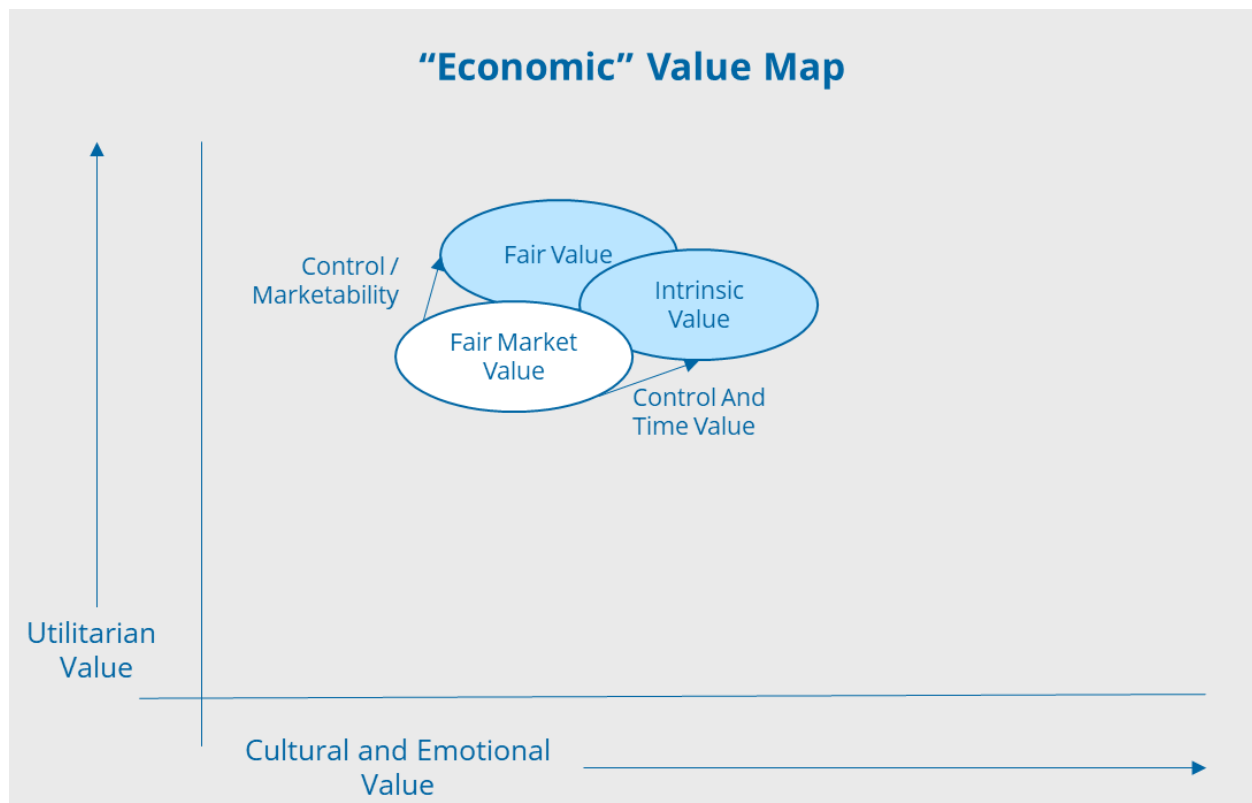 “Economic” Value Map
Control /
Marketability
Fair Value
Intrinsic
Value
Fair Market
Value
Control And
Time Value
Utilitarian
Value
Cultural and Emotional
Value